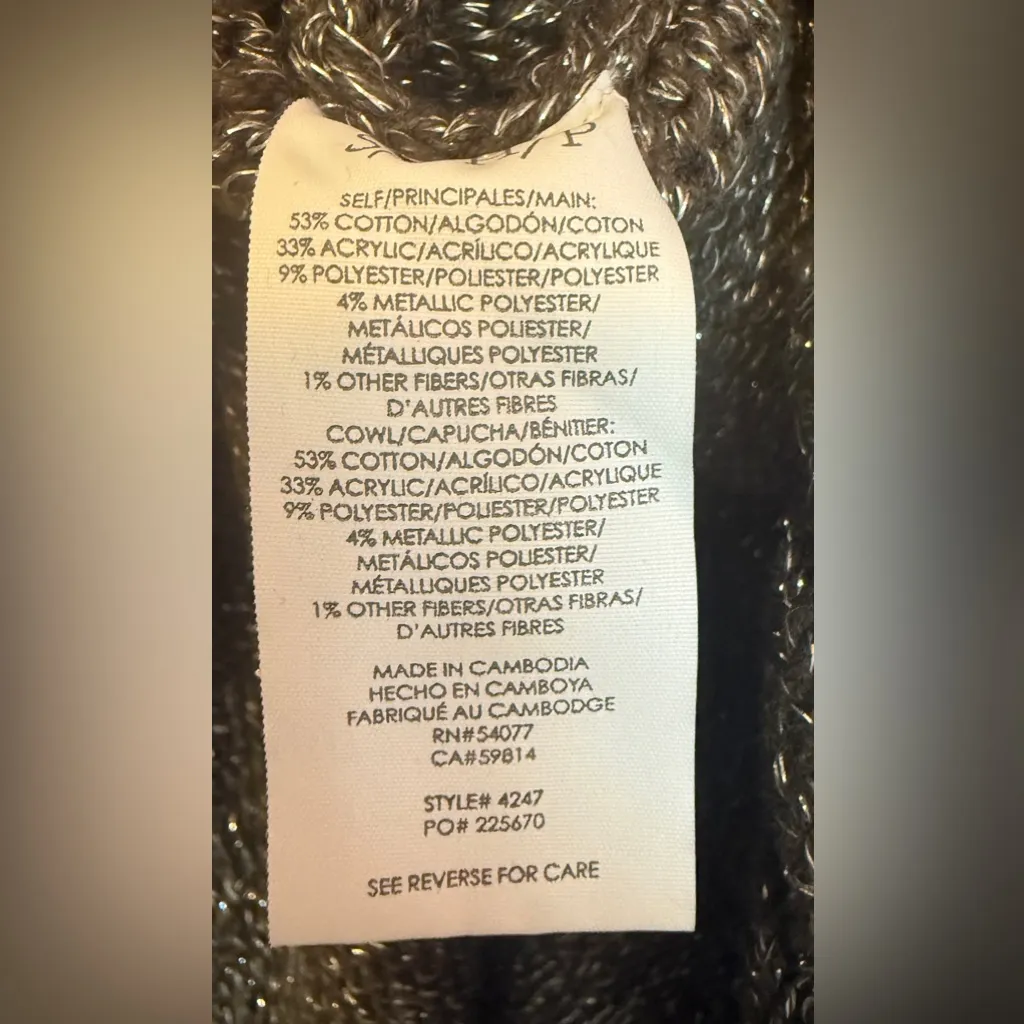 SELF/PRINCIPALES/MAIN:
53% COTTON/ALGODÓN/COTON
33% ACRYLIC/ACRÍLICO/ACRYLIQUE
9% POLYESTER/POLIESTER/POLYESTER
4% METALLIC POLYESTER/
METÁLICOS POLIESTER/
MÉTALLIQUES POLYESTER
1% OTHER FIBERS/OTRAS FIBRAS/
D'AUTRES FIBRES
COWL/CAPUCHA/BÉNITIER:
53% COTTON/ALGODÓN/COTON
33% ACRYLIC/ACRÍLICO/ACRYLIQUE
9% POLYESTER/POLIESTER/POLYESTER
4% METALLIC POLYESTER/
METÁLICOS POLIESTER/
MÉTALLIQUES POLYESTER
1% OTHER FIBERS/OTRAS FIBRAS/
D'AUTRES FIBRES
MADE IN CAMBODIA
HECHO EN CAMBOYA
FABRIQUÉ AU CAMBODGE
RN#54077
CA#59814
STYLE# 4247
PO# 225670
SEE REVERSE FOR CARE